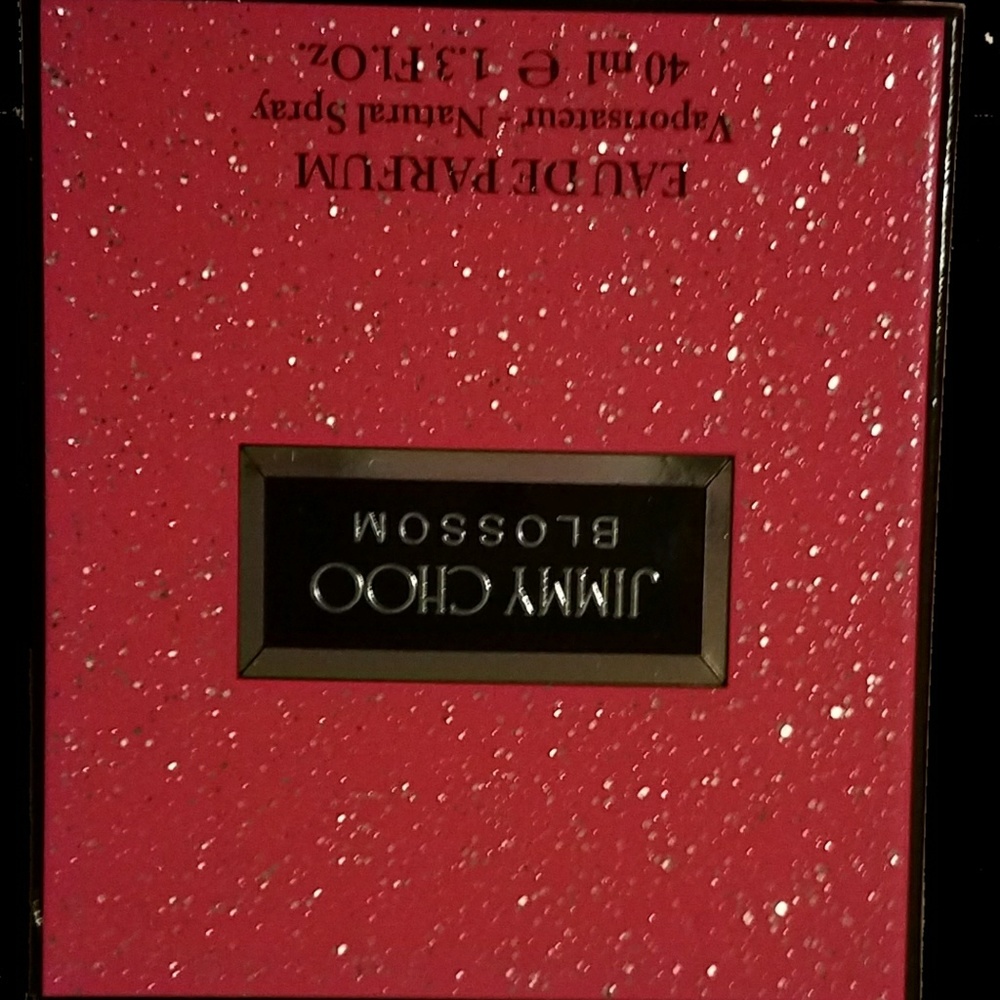 JIMMY CHOO
BLOSSOM
EAU DE PARFUM
Vaporisateur - Natural Spray
40 ml ℮ 1.3 Fl.Oz.